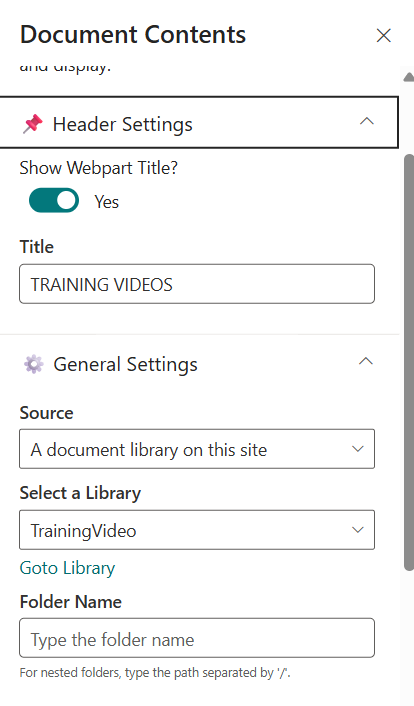 Document Contents
and display.
Header Settings
Show Webpart Title?
Yes
Title
TRAINING VIDEOS
General Settings
Source
A document library on this site
Select a Library
TrainingVideo
Goto Library
Folder Name
Type the folder name
For nested folders, type the path separated by '/'.